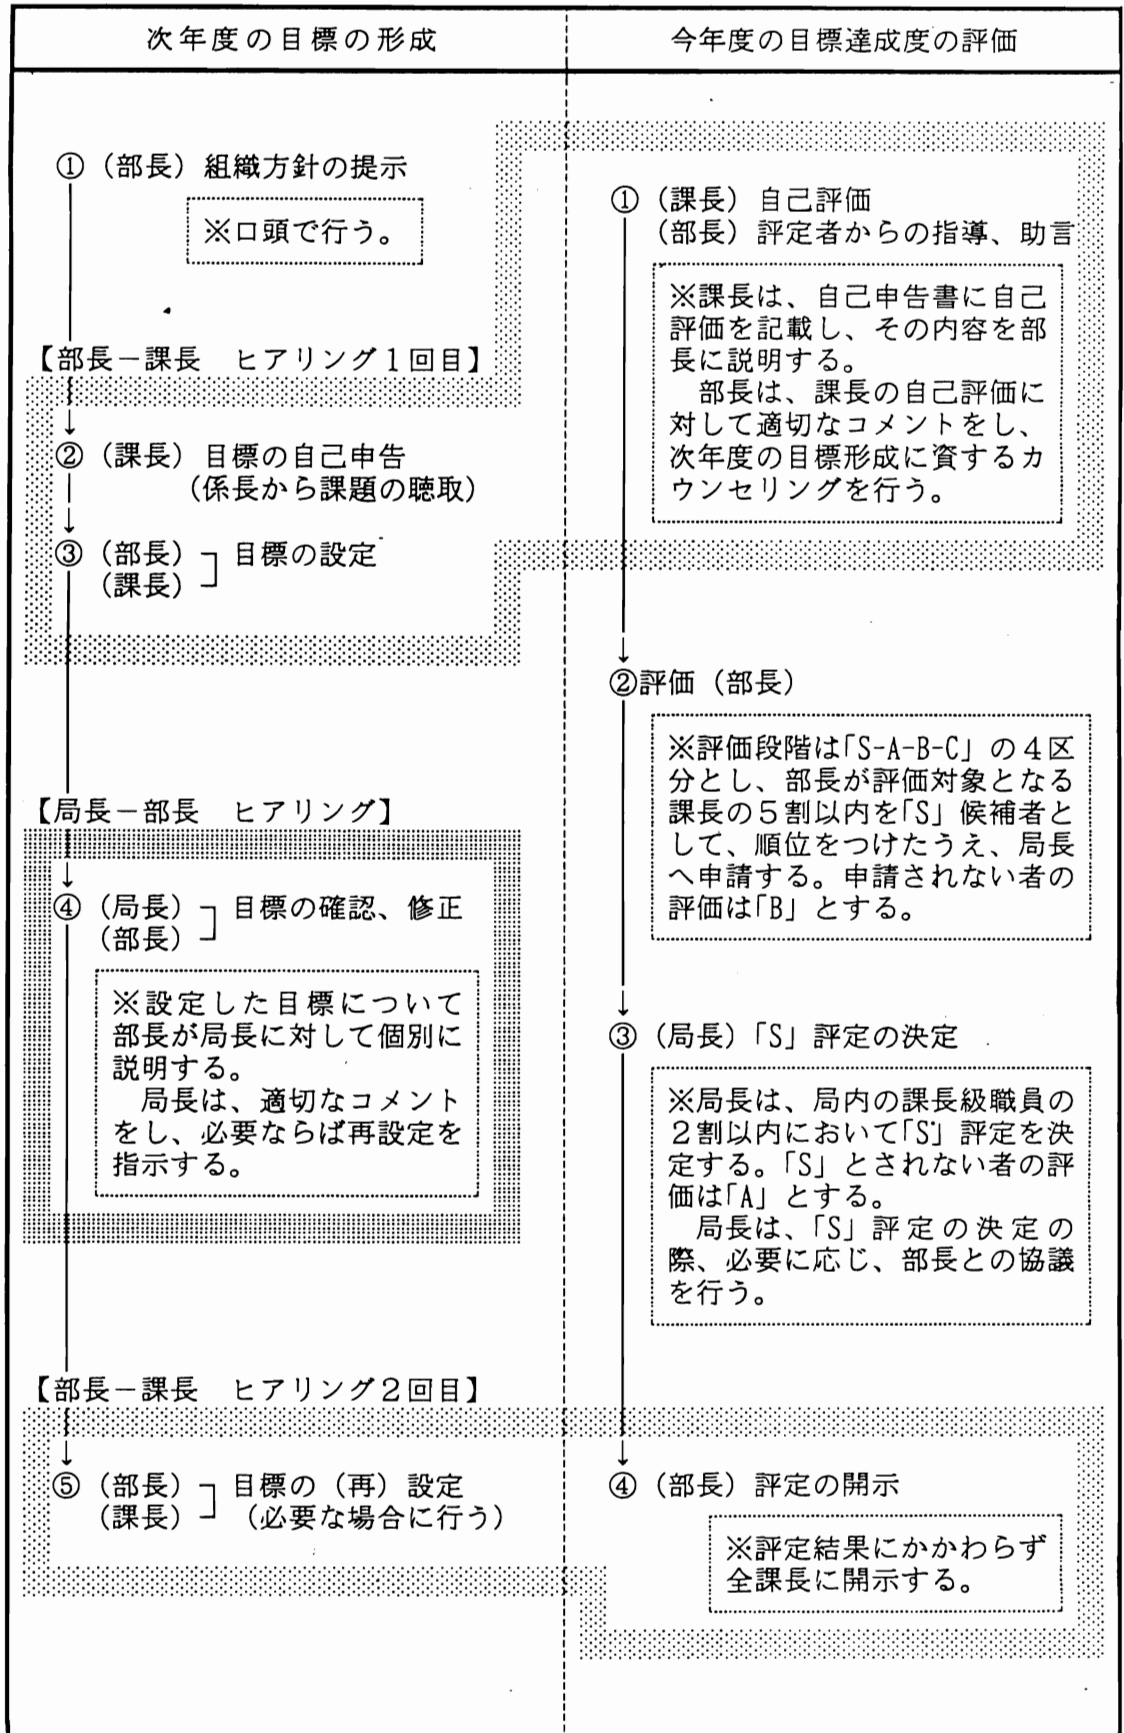 次年度の目標の形成
今年度の目標達成度の評価
①（部長）組織方針の提示
※口頭で行う。
【部長－課長　ヒアリング１回目】
②（課長）目標の自己申告
（係長から課題の聴取）
③（部長） 目標の設定
（課長）
【局長－部長　ヒアリング】
④（局長） 目標の確認、修正
（部長）
※設定した目標について
部長が局長に対して個別に
説明する。
　局長は、適切なコメント
をし、必要ならば再設定を
指示する。
【部長－課長　ヒアリング２回目】
⑤（部長） 目標の（再）設定
（課長） （必要な場合に行う）
①（課長）自己評価
（部長）評定者からの指導、助言
※課長は、自己申告書に自己
評価を記載し、その内容を部
長に説明する。
　部長は、課長の自己評価に
対して適切なコメントをし、
次年度の目標形成に資するカ
ウンセリングを行う。
②評価（部長）
※評価段階は「S-A-B-C」の４区
分とし、部長が評価対象となる
課長の５割以内を「S」候補者と
して、順位をつけたうえ、局長
へ申請する。申請されない者の
評価は「B」とする。
③（局長）「S」評定の決定
※局長は、局内の課長級職員の
２割以内において「S」評定を決
定する。「S」とされない者の評
価は「A」とする。
　局長は、「S」評定の決定の
際、必要に応じ、部長との協議
を行う。
④（部長）評定の開示
※評定結果にかかわらず
全課長に開示する。